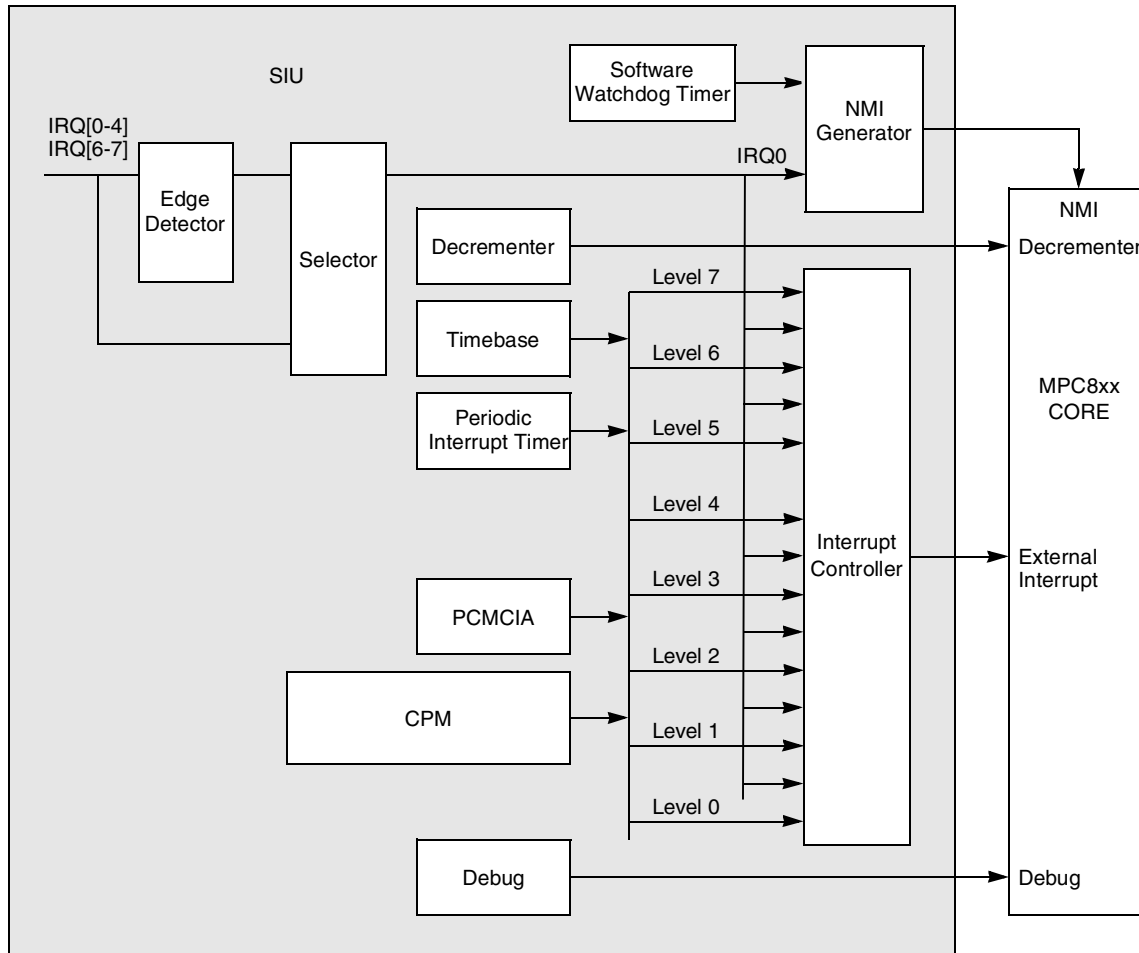 SIU
Software
Watchdog Timer
NMI
Generator
IRQ[0-4]
IRQ[6-7]
IRQ0
Edge
Detector
Selector
NMI
Decrementer
Decrementer
Level 7
Timebase
Level 6
MPC8xx
CORE
Periodic
Interrupt Timer
Level 5
Level 4
Interrupt
Controller
External
Interrupt
Level 3
PCMCIA
Level 2
CPM
Level 1
Level 0
Debug
Debug